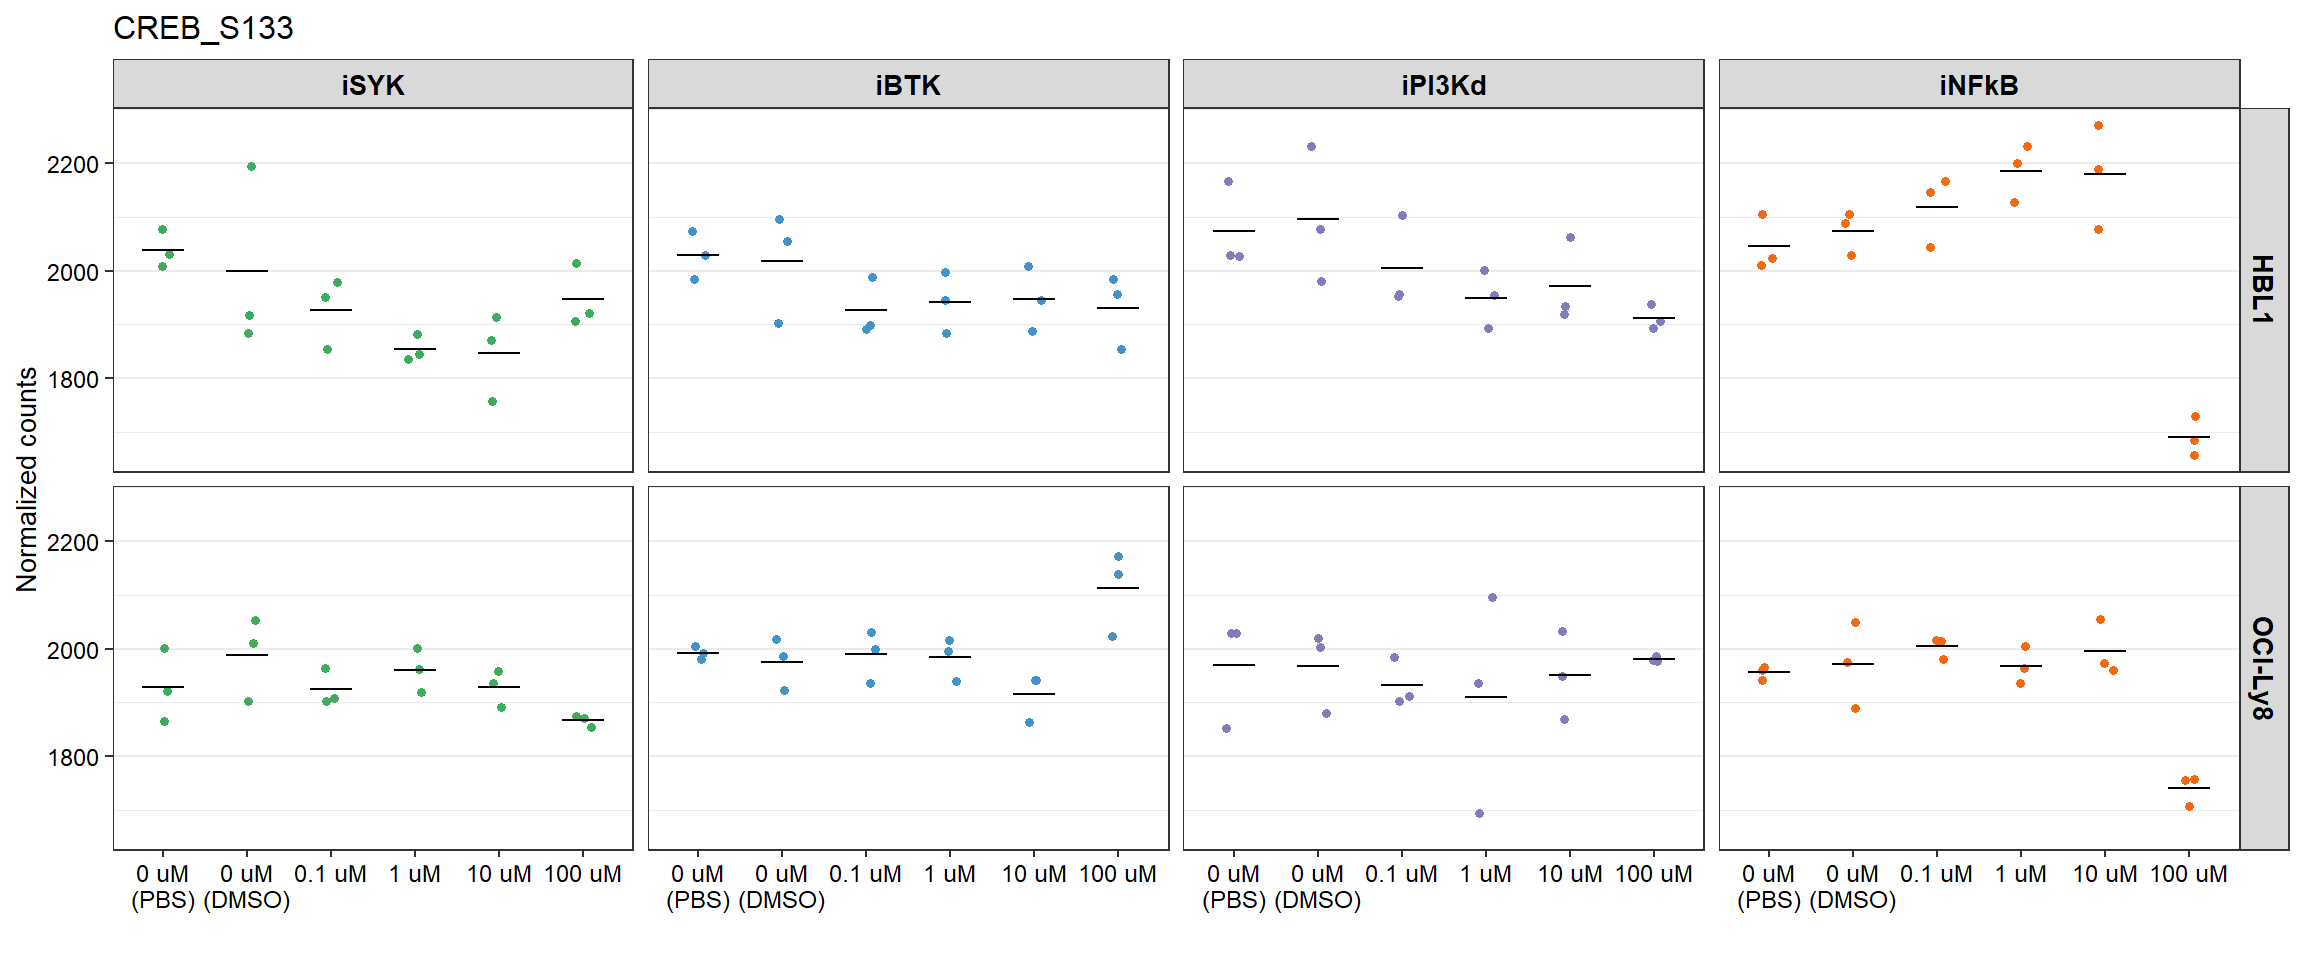 CREB_S133
iSYK iBTK iPI3Kd iNFkB
2200
2000
1800
HBL1
Normalized counts
2200
2000
1800
OCI-Ly8
0 uM 0 uM 0.1 uM 1 uM 10 uM 100 uM 0 uM 0 uM 0.1 uM 1 uM 10 uM 100 uM 0 uM 0 uM 0.1 uM 1 uM 10 uM 100 uM 0 uM 0 uM 0.1 uM 1 uM 10 uM 100 uM
(PBS) (DMSO) (PBS) (DMSO) (PBS) (DMSO) (PBS) (DMSO)